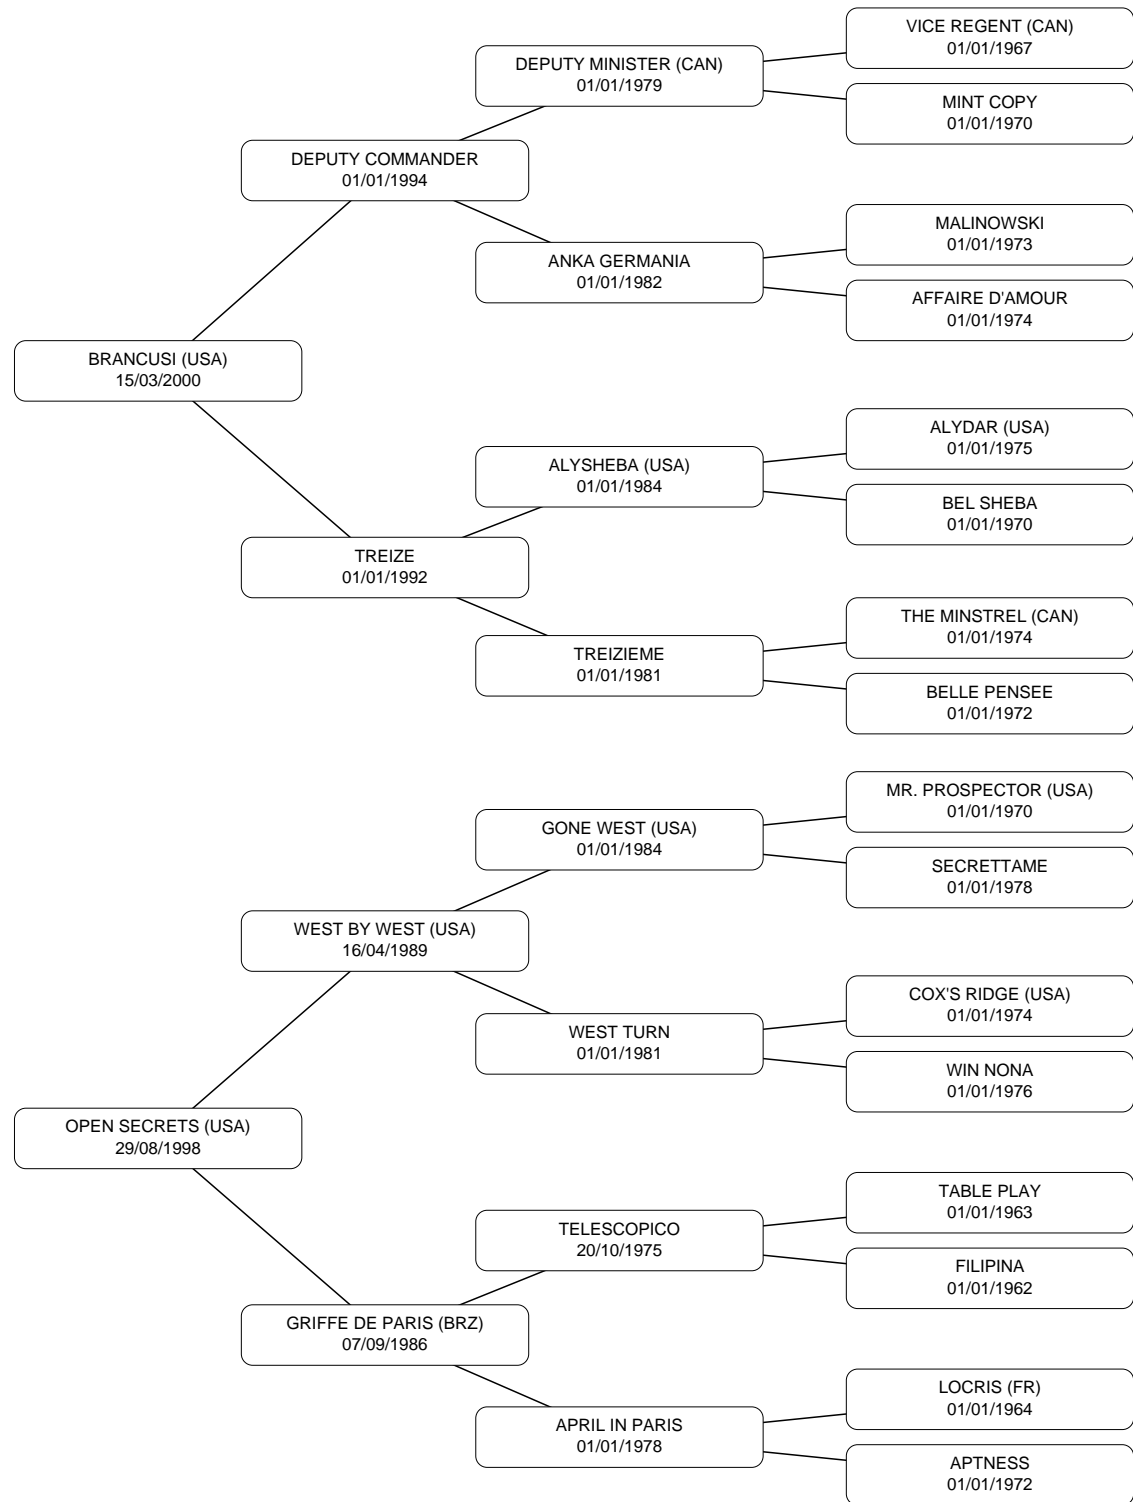 VICE REGENT (CAN)
01/01/1967
DEPUTY MINISTER (CAN)
01/01/1979
MINT COPY
01/01/1970
DEPUTY COMMANDER
01/01/1994
MALINOWSKI
01/01/1973
ANKA GERMANIA
01/01/1982
AFFAIRE D'AMOUR
01/01/1974
BRANCUSI (USA)
15/03/2000
ALYDAR (USA)
01/01/1975
ALYSHEBA (USA)
01/01/1984
BEL SHEBA
01/01/1970
TREIZE
01/01/1992
THE MINSTREL (CAN)
01/01/1974
TREIZIEME
01/01/1981
BELLE PENSEE
01/01/1972
MR. PROSPECTOR (USA)
01/01/1970
GONE WEST (USA)
01/01/1984
SECRETTAME
01/01/1978
WEST BY WEST (USA)
16/04/1989
COX'S RIDGE (USA)
01/01/1974
WEST TURN
01/01/1981
WIN NONA
01/01/1976
OPEN SECRETS (USA)
29/08/1998
TABLE PLAY
01/01/1963
TELESCOPICO
20/10/1975
FILIPINA
01/01/1962
GRIFFE DE PARIS (BRZ)
07/09/1986
LOCRIS (FR)
01/01/1964
APRIL IN PARIS
01/01/1978
APTNESS
01/01/1972